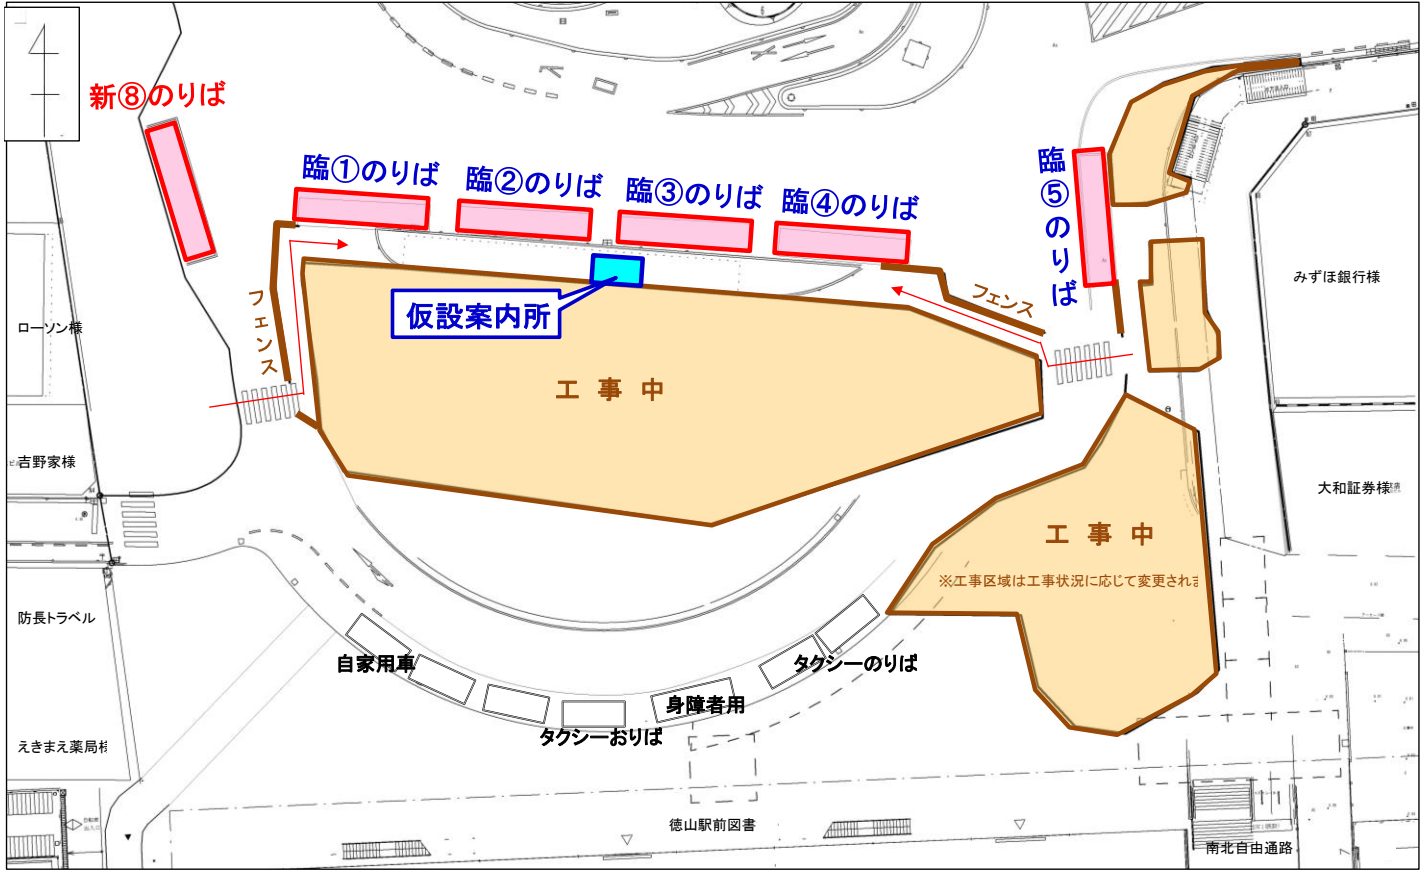 新⑧のりば
臨①のりば
臨②のりば
臨③のりば
臨④のりば
臨⑤のりば
みずほ銀行様
フェンス
フェンス
仮設案内所
ローソン様
工事中
吉野家様
大和証券様
工事中
※工事区域は工事状況に応じて変更されま
防長トラベル
自家用車
タクシーのりば
身障者用
タクシーおりば
えきまえ薬局様
徳山駅前図書
南北自由通路